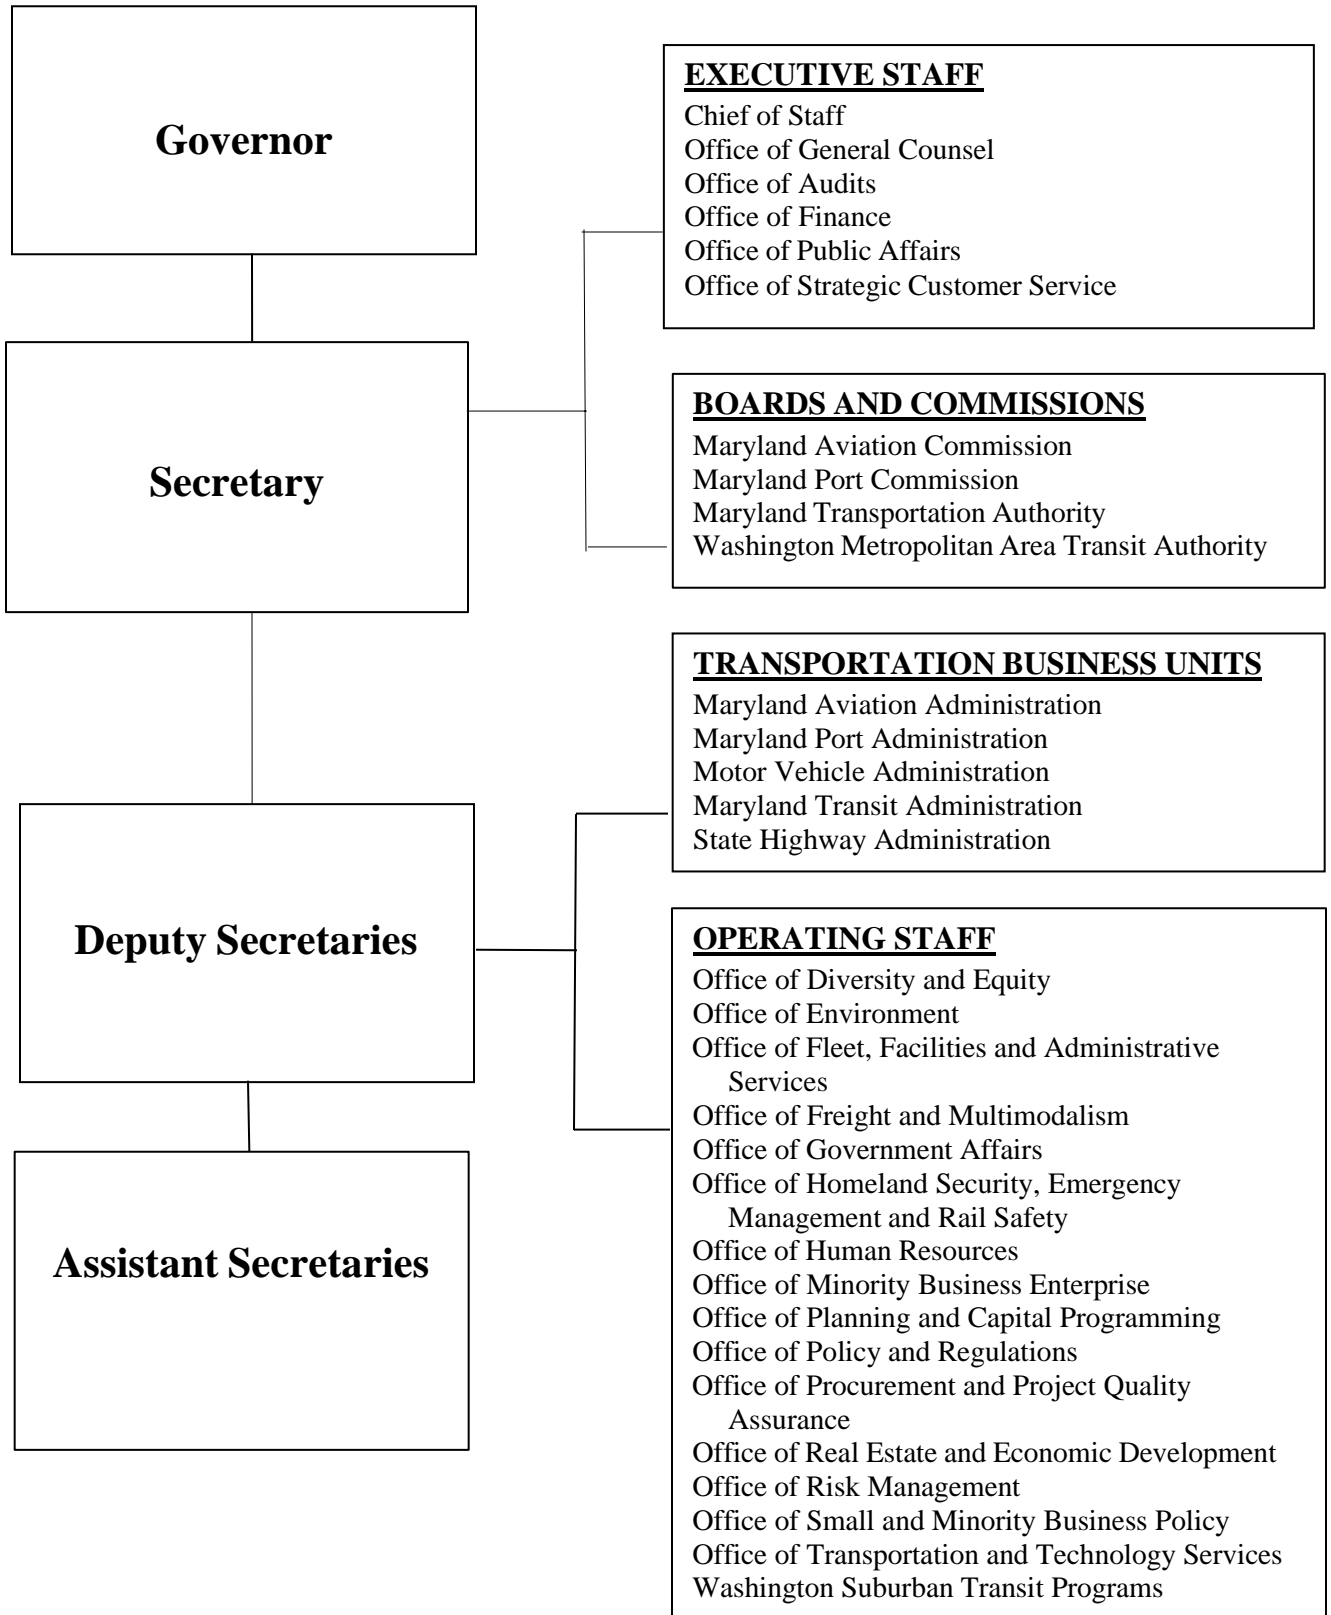 Governor
EXECUTIVE STAFF
Chief of Staff
Office of General Counsel
Office of Audits
Office of Finance
Office of Public Affairs
Office of Strategic Customer Service
Secretary
BOARDS AND COMMISSIONS
Maryland Aviation Commission
Maryland Port Commission
Maryland Transportation Authority
Washington Metropolitan Area Transit Authority
TRANSPORTATION BUSINESS UNITS
Maryland Aviation Administration
Maryland Port Administration
Motor Vehicle Administration
Maryland Transit Administration
State Highway Administration
Deputy Secretaries
OPERATING STAFF
Office of Diversity and Equity
Office of Environment
Office of Fleet, Facilities and Administrative
Services
Office of Freight and Multimodalism
Office of Government Affairs
Office of Homeland Security, Emergency
Management and Rail Safety
Office of Human Resources
Office of Minority Business Enterprise
Office of Planning and Capital Programming
Office of Policy and Regulations
Office of Procurement and Project Quality
Assurance
Office of Real Estate and Economic Development
Office of Risk Management
Office of Small and Minority Business Policy
Office of Transportation and Technology Services
Washington Suburban Transit Programs
Assistant Secretaries